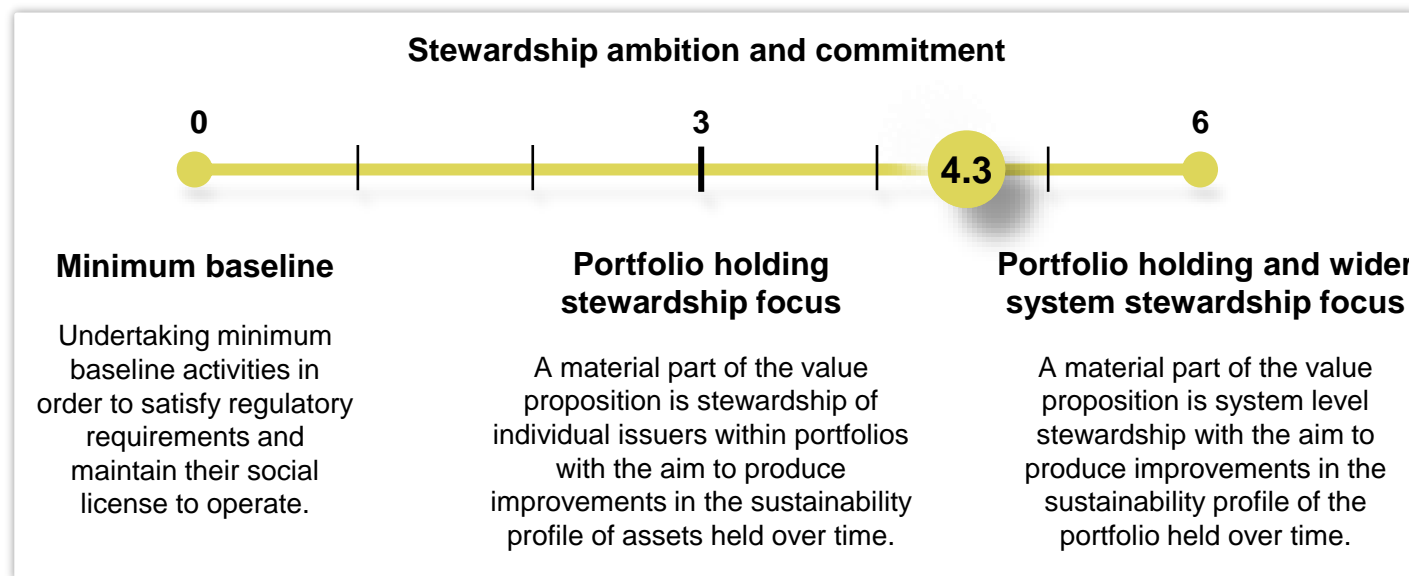 Stewardship ambition and commitment
0
3
6
4.3
Minimum baseline
Undertaking minimum
baseline activities in
order to satisfy regulatory
requirements and
maintain their social
license to operate.
Portfolio holding
stewardship focus
A material part of the value
proposition is stewardship of
individual issuers within portfolios
with the aim to produce
improvements in the sustainability
profile of assets held over time.
Portfolio holding and wider
system stewardship focus
A material part of the value
proposition is system level
stewardship with the aim to
produce improvements in the
sustainability profile of the
portfolio held over time.